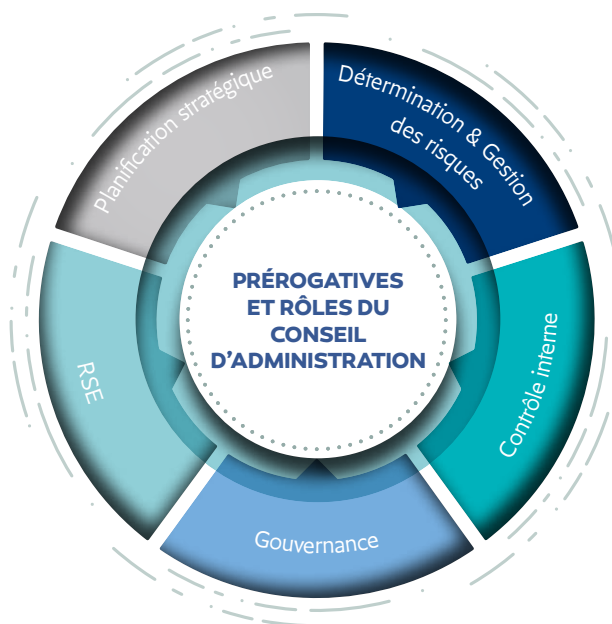 Planification stratégique
Détermination & Gestion
des risques
PRÉROGATIVES
ET RÔLES DU
CONSEIL
D'ADMINISTRATION
RSE
Contrôle interne
Gouvernance